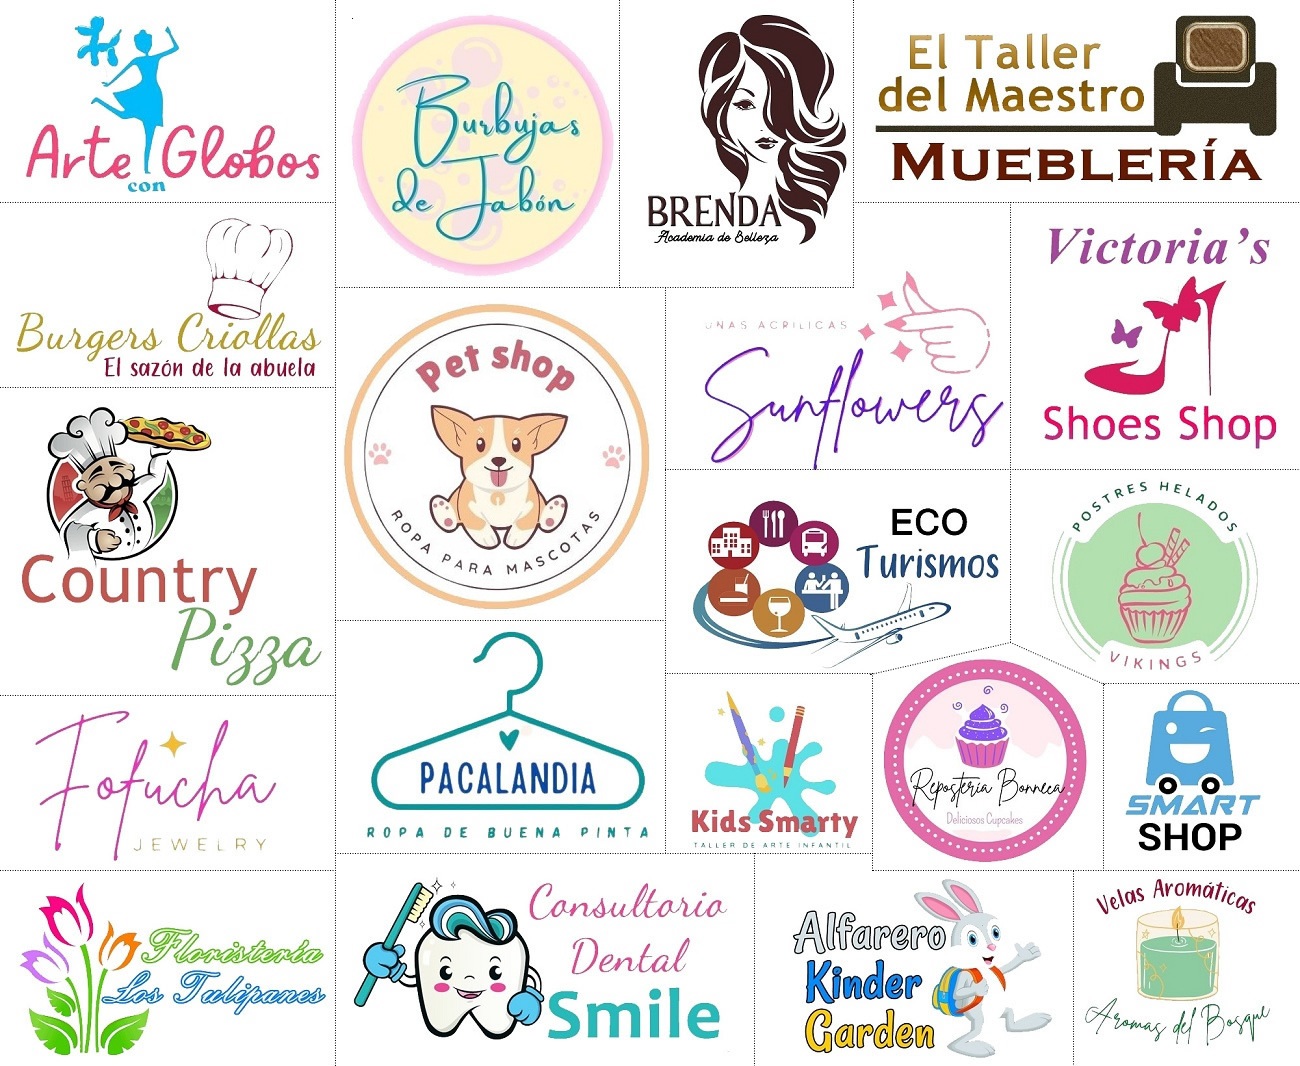 Arte Globos
con
Burbujas
de Jabón
BRENDA
Academia de Belleza
El Taller
del Maestro
MUEBLERÍA
Burgers Criollas
El sazón de la abuela
Pet shop
ROPA PARA MASCOTAS
UÑAS ACRILICAS
Sunflowers
Victoria's
Shoes Shop
Country
Pizza
ECO
Turismos
POSTRES HELADOS
VIKINGS
Fofucha
JEWELRY
PACALANDIA
ROPA DE BUENA PINTA
Kids Smarty
TALLER DE ARTE INFANTIL
Repostería Bonneca
Deliciosos Cupcakes
SMART
SHOP
Floristería
Los Tulipanes
Consultorio
Dental
Smile
Alfarero
Kinder
Garden
Velas Aromáticas
Aromas del Bosque